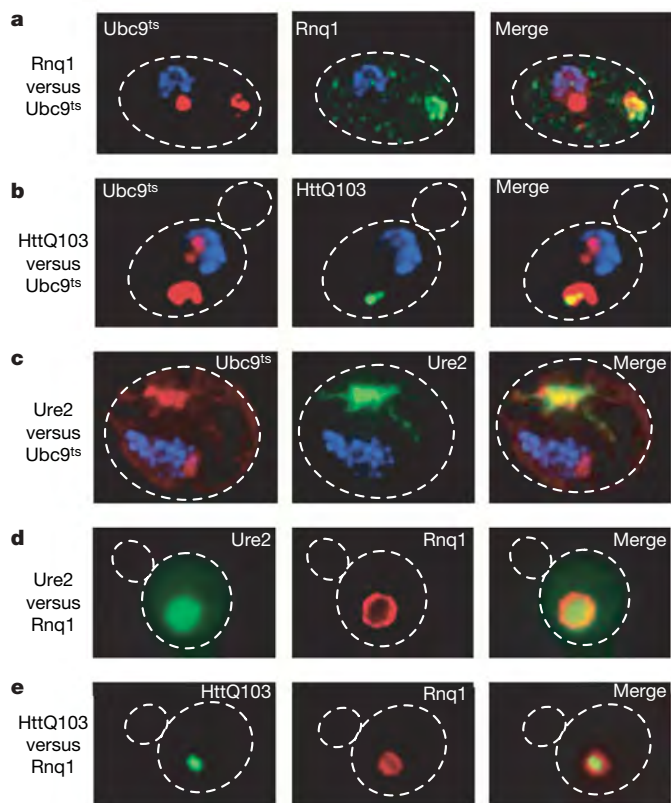 a
Rnq1
versus
Ubc9ts
Ubc9ts
Rnq1
Merge
b
HttQ103
versus
Ubc9ts
Ubc9ts
HttQ103
Merge
c
Ure2
versus
Ubc9ts
Ubc9ts
Ure2
Merge
d
Ure2
versus
Rnq1
Ure2
Rnq1
Merge
e
HttQ103
versus
Rnq1
HttQ103
Rnq1
Merge